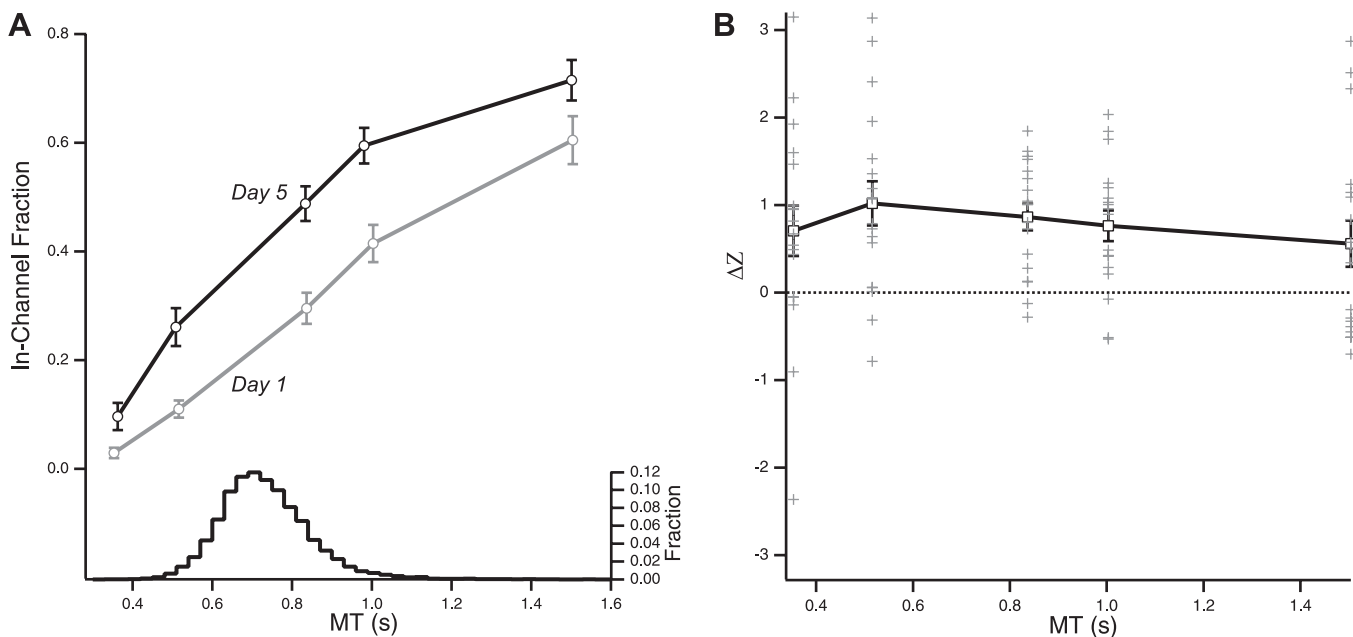 A
In-Channel Fraction
0.8
0.6
0.4
0.2
0.0
Day 5
Day 1
0.12
0.10
0.08
0.06
0.04
0.02
0.00
Fraction
0.4 0.6 0.8 1.0 1.2 1.4 1.6
MT (s)
B
ΔZ
3
2
1
0
-1
-2
-3
0.4 0.6 0.8 1.0 1.2 1.4
MT (s)